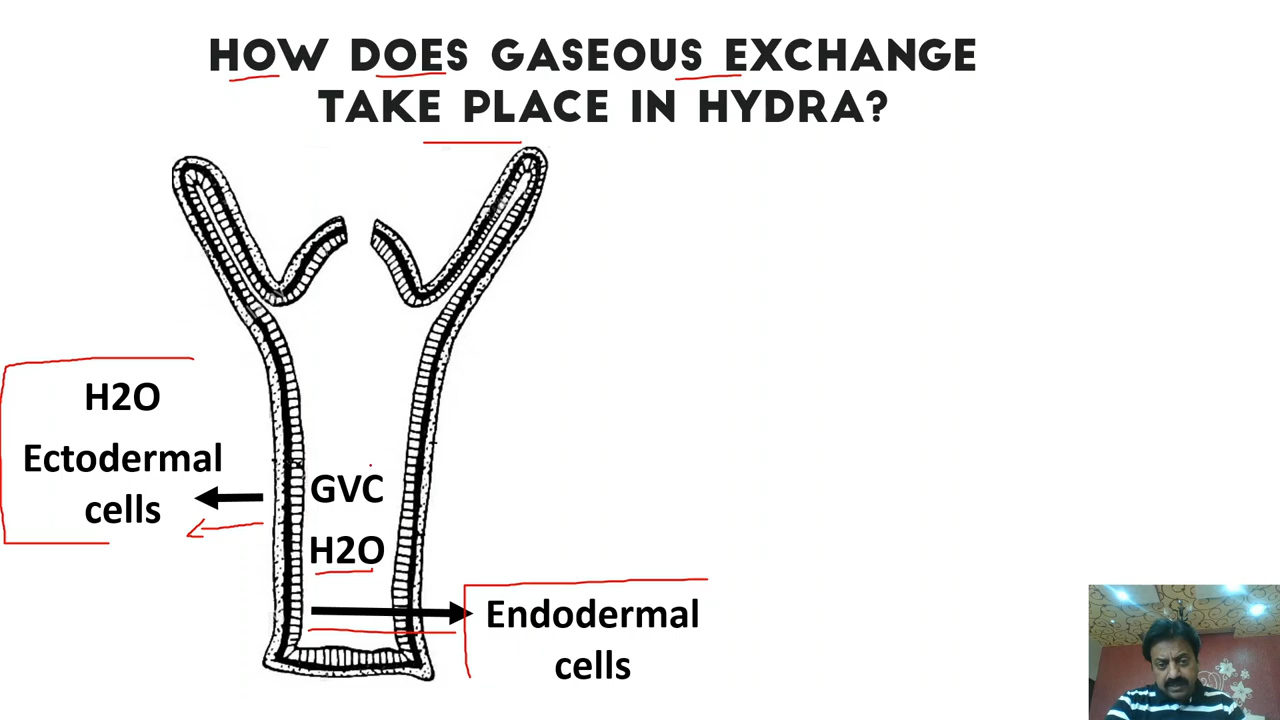 HOW DOES GASEOUS EXCHANGE
TAKE PLACE IN HYDRA?
H2O
Ectodermal
cells
GVC
H2O
Endodermal
cells